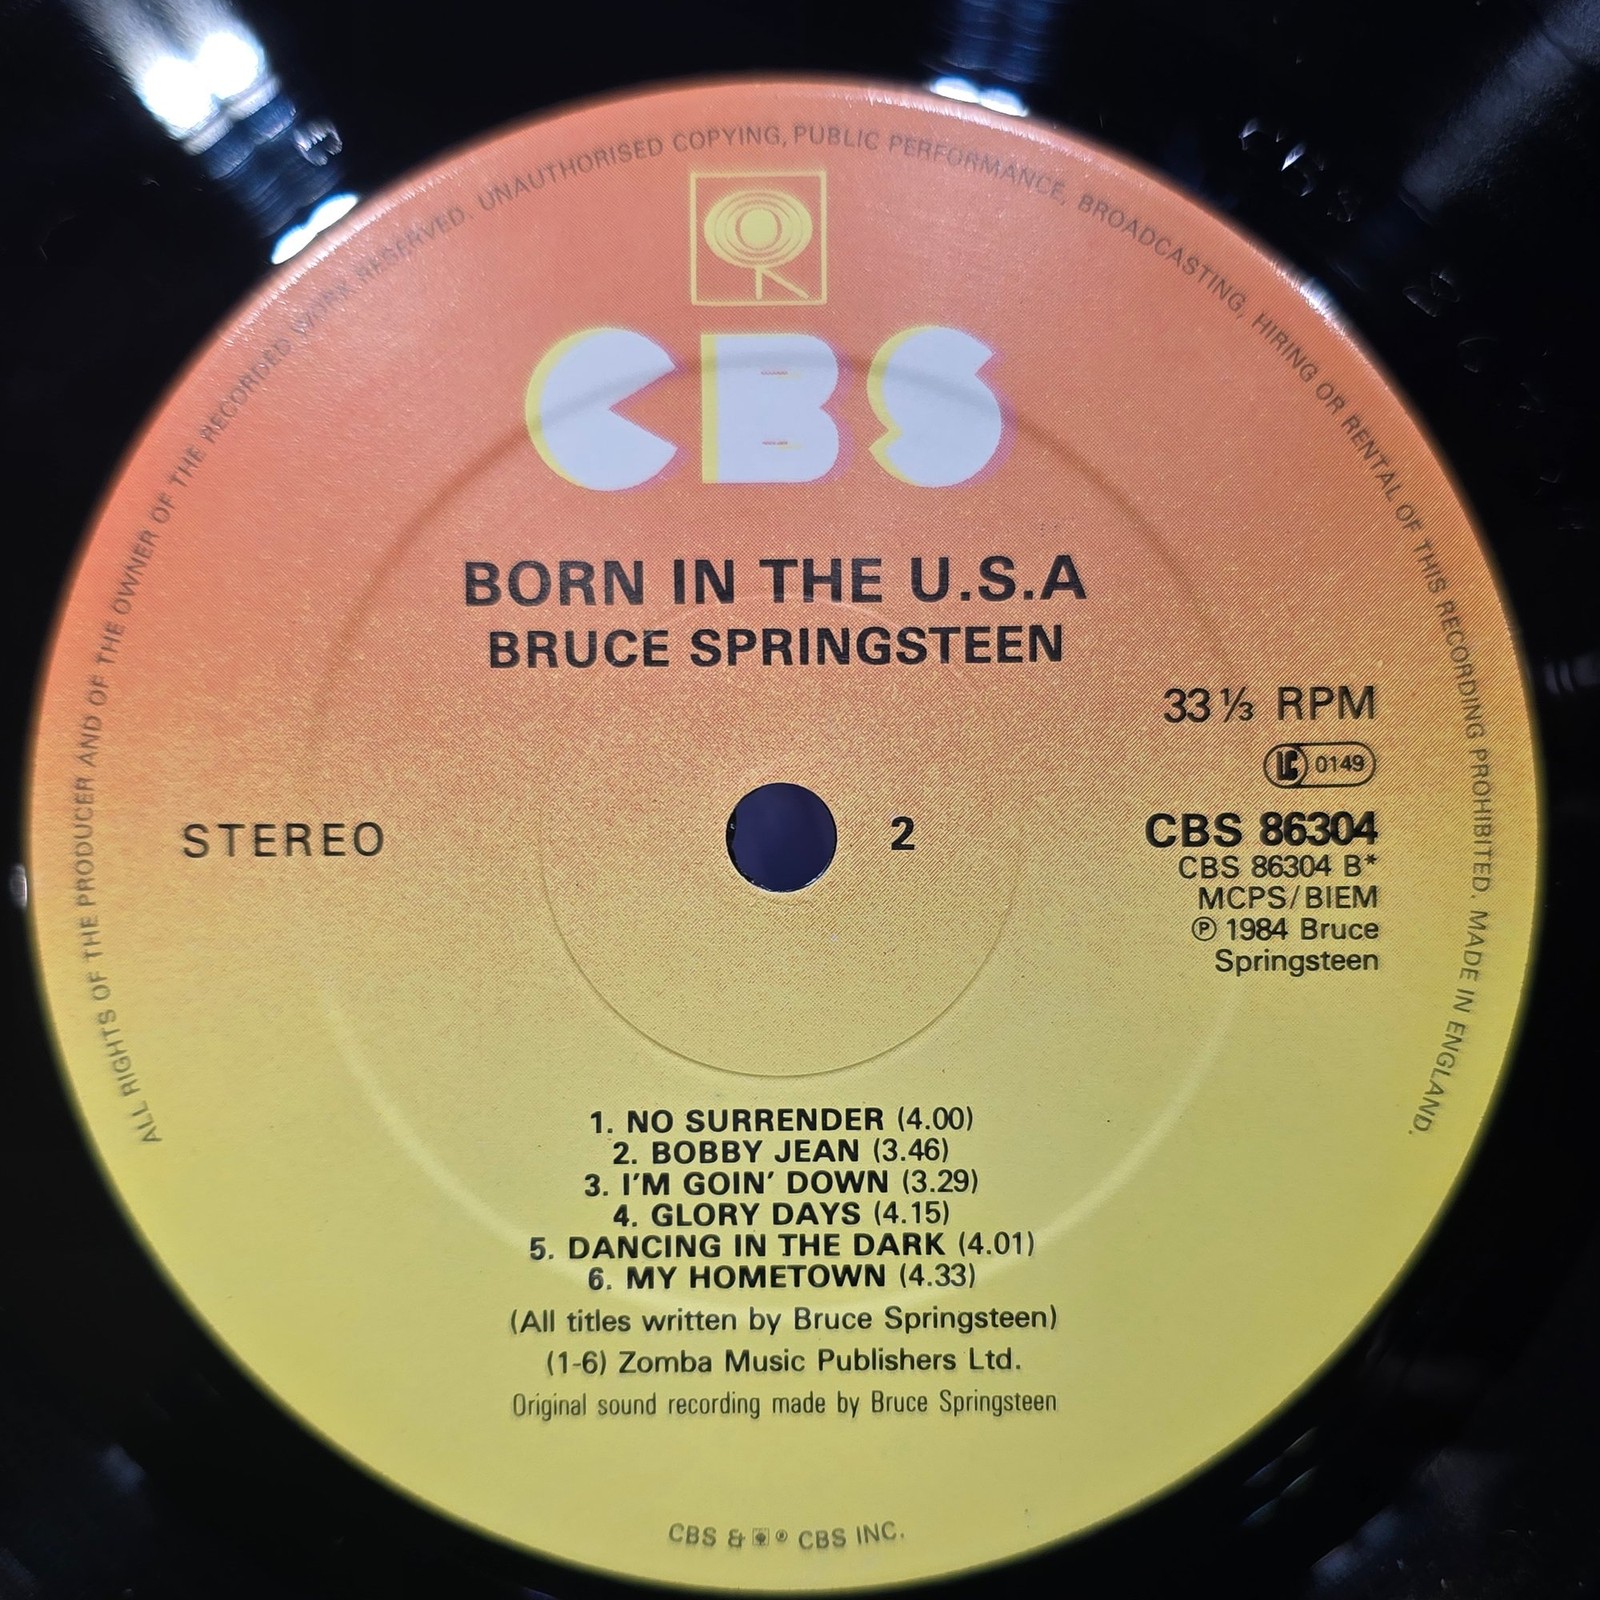 ALL RIGHTS OF THE PRODUCER AND OF THE OWNER OF THE RECORDED WORK RESERVED. UNAUTHORISED COPYING, PUBLIC PERFORMANCE, BROADCASTING, HIRING OR RENTAL OF THIS RECORDING PROHIBITED. MADE IN ENGLAND.
CBS
BORN IN THE U.S.A
BRUCE SPRINGSTEEN
33 ⅓ RPM
LC 0149
STEREO
2
CBS 86304
CBS 86304 B*
MCPS/BIEM
℗ 1984 Bruce
Springsteen
1. NO SURRENDER (4.00)
2. BOBBY JEAN (3.46)
3. I'M GOIN' DOWN (3.29)
4. GLORY DAYS (4.15)
5. DANCING IN THE DARK (4.01)
6. MY HOMETOWN (4.33)
(All titles written by Bruce Springsteen)
(1-6) Zomba Music Publishers Ltd.
Original sound recording made by Bruce Springsteen
CBS & ® CBS INC.